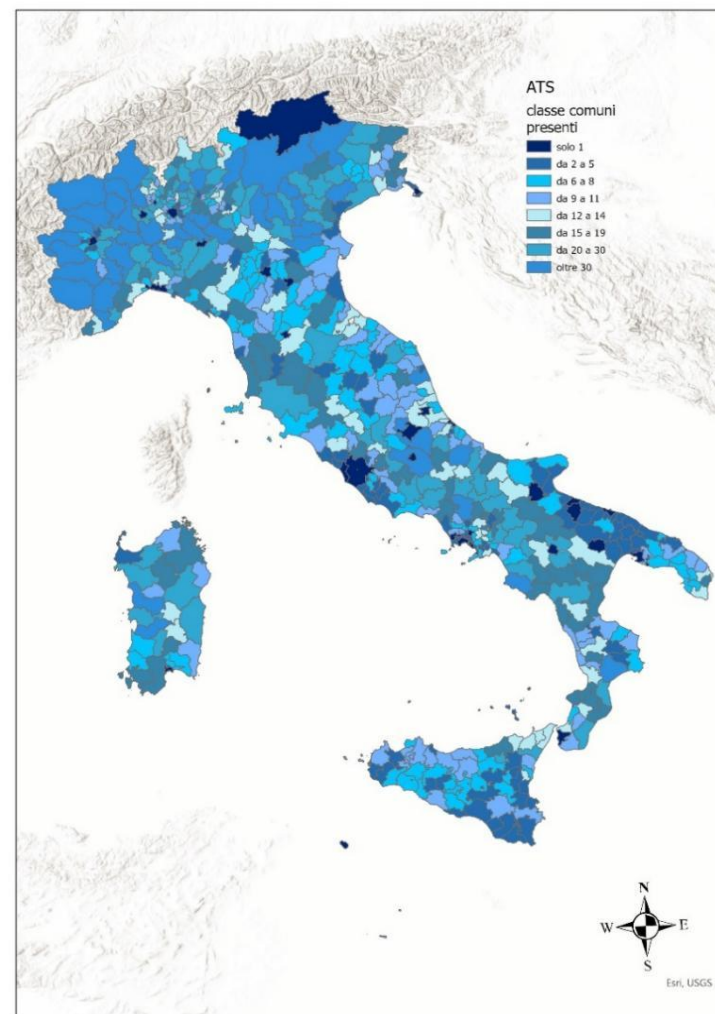 ATS
classe comuni
presenti
solo 1
da 2 a 5
da 6 a 8
da 9 a 11
da 12 a 14
da 15 a 19
da 20 a 30
oltre 30
N
W E
S
Esri, USGS